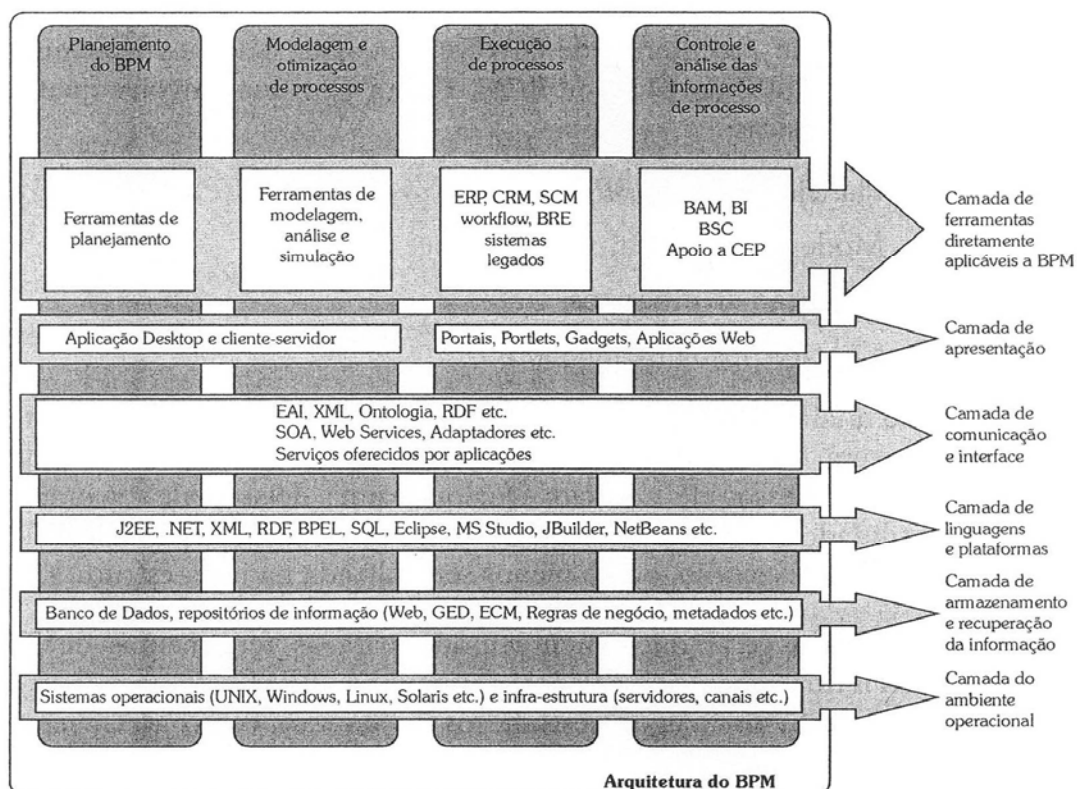 Planejamento
do BPM
Modelagem e
otimização
de processos
Execução
de processos
Controle e
análise das
informações
de processo
Ferramentas de
planejamento
Ferramentas de
modelagem,
análise e
simulação
ERP, CRM, SCM
workflow, BRE
sistemas
legados
BAM, BI
BSC
Apoio a CEP
Camada de
ferramentas
diretamente
aplicáveis a BPM
Aplicação Desktop e cliente-servidor
Portais, Portlets, Gadgets, Aplicações Web
Camada de
apresentação
EAI, XML, Ontologia, RDF etc.
SOA, Web Services, Adaptadores etc.
Serviços oferecidos por aplicações
Camada de
comunicação
e interface
J2EE, .NET, XML, RDF, BPEL, SQL, Eclipse, MS Studio, JBuilder, NetBeans etc.
Camada de
linguagens
e plataformas
Banco de Dados, repositórios de informação (Web, GED, ECM, Regras de negócio, metadados etc.)
Camada de
armazenamento
e recuperação
da informação
Sistemas operacionais (UNIX, Windows, Linux, Solaris etc.) e infra-estrutura (servidores, canais etc.)
Camada do
ambiente
operacional
Arquitetura do BPM